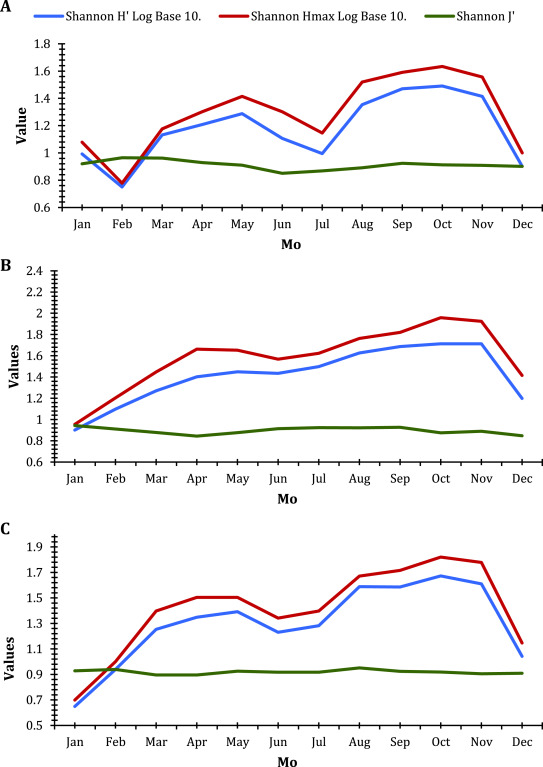 A
Shannon H' Log Base 10. Shannon Hmax Log Base 10. Shannon J'
1.8
1.6
1.4
1.2
1
0.8
0.6
Value
Jan Feb Mar Apr May Jun Jul Aug Sep Oct Nov Dec
Mo
B
2.4
2.2
2
1.8
1.6
1.4
1.2
1
0.8
0.6
Values
Jan Feb Mar Apr May Jun Jul Aug Sep Oct Nov Dec
Mo
C
1.9
1.7
1.5
1.3
1.1
0.9
0.7
0.5
Values
Jan Feb Mar Apr May Jun Jul Aug Sep Oct Nov Dec
Mo